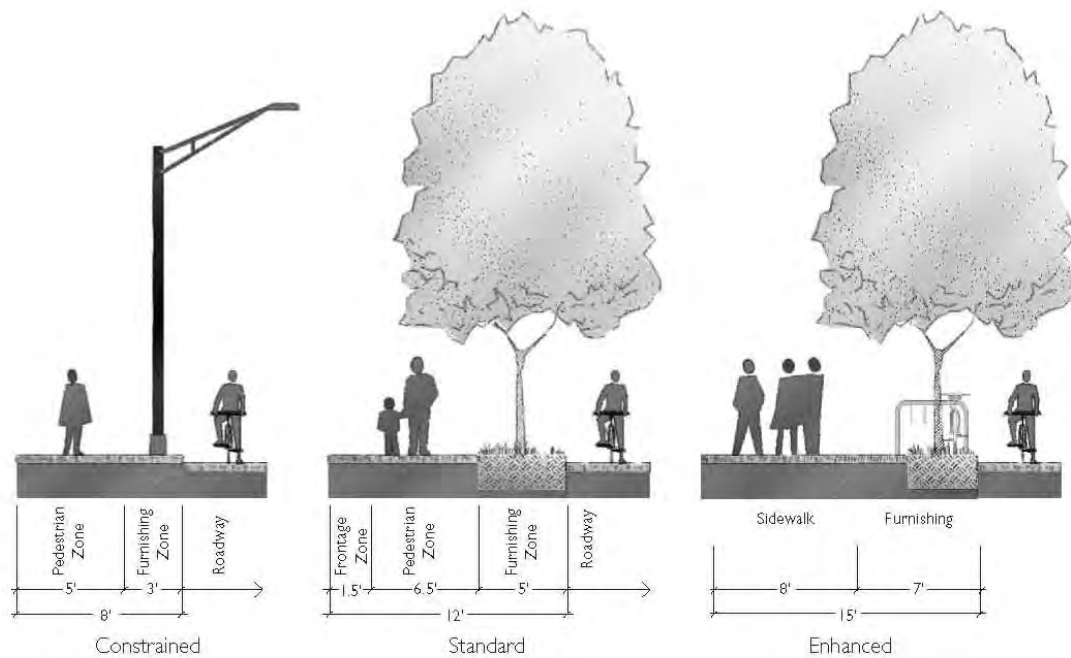 Pedestrian
Zone
Furnishing
Zone
Roadway
5'
3'
8'
Constrained
Frontage
Zone
Pedestrian
Zone
Furnishing
Zone
Roadway
1.5'
6.5'
5'
12'
Standard
Sidewalk
Furnishing
8'
7'
15'
Enhanced